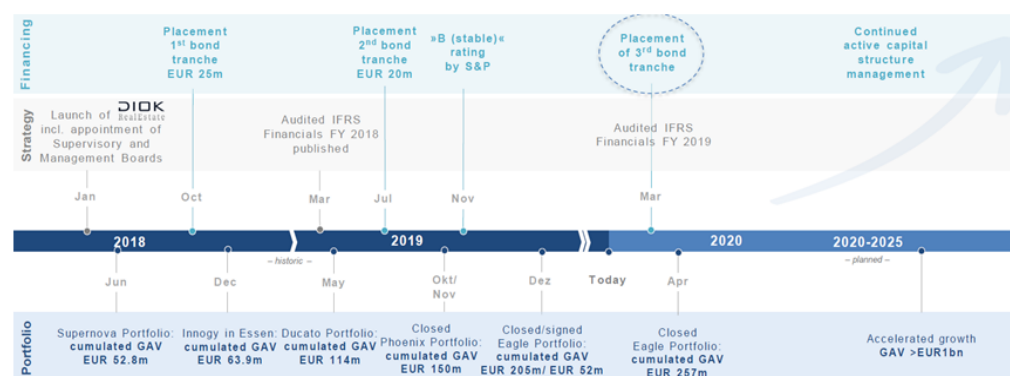 Financing
Placement
1st bond
tranche
EUR 25m
Placement
2nd bond
tranche
EUR 20m
»B (stable)«
rating
by S&P
Placement
of 3rd bond
tranche
Continued
active capital
structure
management
Strategy
Launch of DIOK RealEstate
incl. appointment of
Supervisory and
Management Boards
Audited IFRS
Financials FY 2018
published
Audited IFRS
Financials FY 2019
Jan
Oct
Mar
Jul
Nov
Mar
2018
2019
2020
2020-2025
– historic –
– planned –
Jun
Dec
May
Okt/
Nov
Dez
Today
Apr
Portfolio
Supernova Portfolio:
cumulated GAV
EUR 52.8m
Innogy in Essen:
cumulated GAV
EUR 63.9m
Ducato Portfolio:
cumulated GAV
EUR 114m
Closed
Phoenix Portfolio:
cumulated GAV
EUR 150m
Closed/signed
Eagle Portfolio:
cumulated GAV
EUR 205m/ EUR 52m
Closed
Eagle Portfolio:
cumulated GAV
EUR 257m
Accelerated growth
GAV >EUR1bn